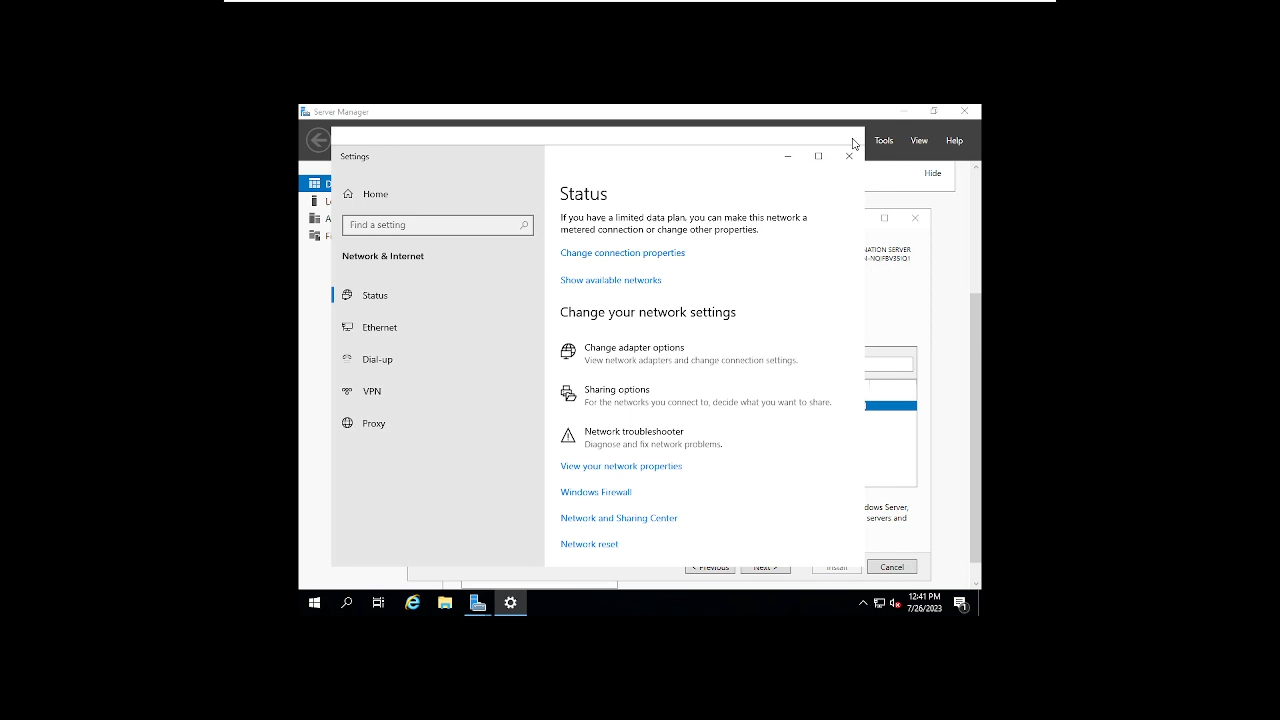 Server Manager
Tools
View
Help
Settings
Hide
Home
Find a setting
Network & Internet
Status
Ethernet
Dial-up
VPN
Proxy
Status
If you have a limited data plan, you can make this network a
metered connection or change other properties.
Change connection properties
Show available networks
Change your network settings
Change adapter options
View network adapters and change connection settings.
Sharing options
For the networks you connect to, decide what you want to share.
Network troubleshooter
Diagnose and fix network problems.
View your network properties
Windows Firewall
Network and Sharing Center
Network reset
NATION SERVER
dows Server,
servers and
< Previous
Next >
Install
Cancel
12:41 PM
7/26/2023
1